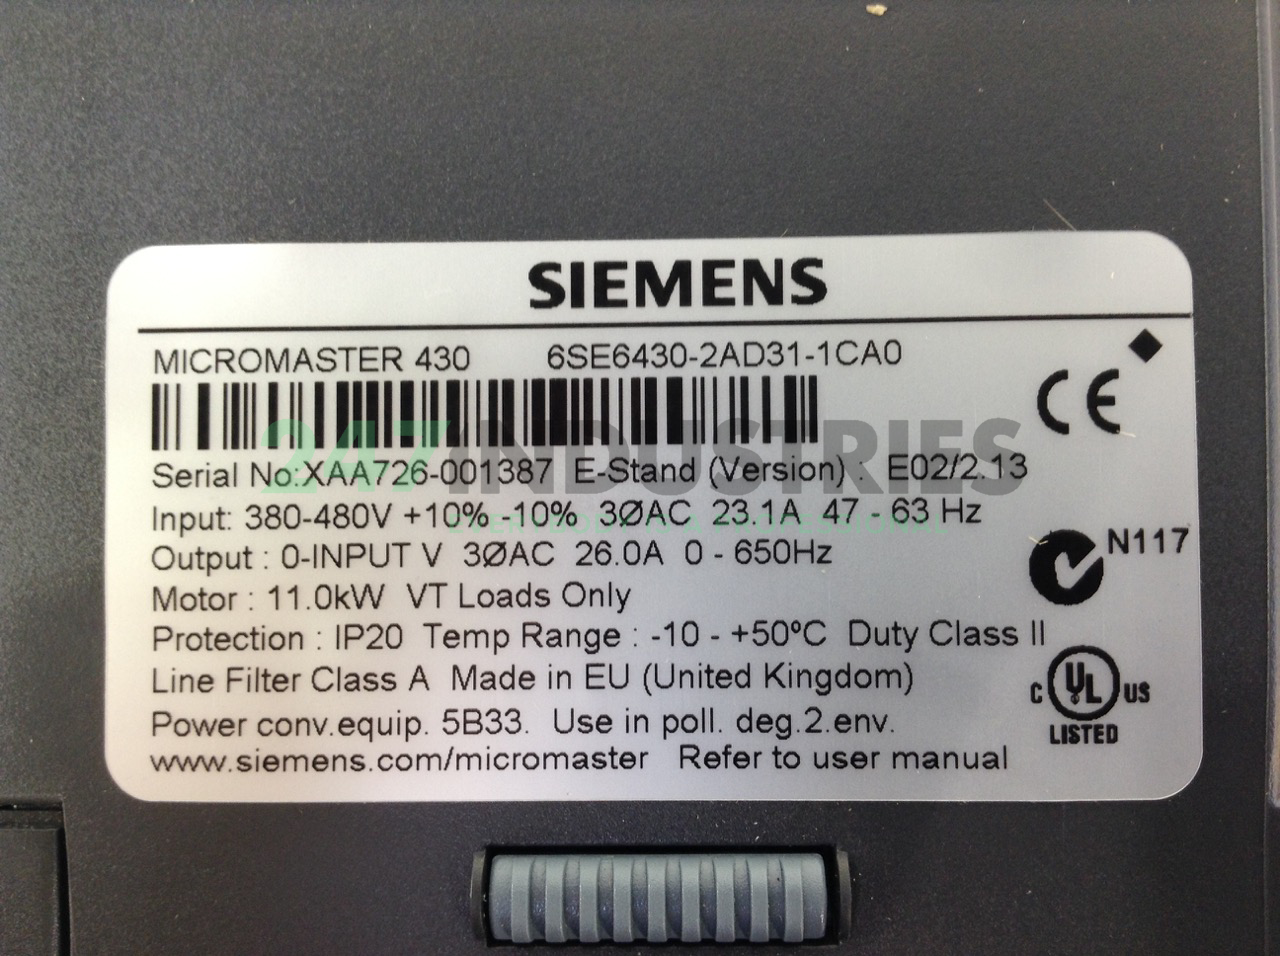 SIEMENS
MICROMASTER 430 6SE6430-2AD31-1CA0
CE
247INDUSTRIES
Serial No:XAA726-001387 E-Stand (Version) : E02/2.13
Input: 380-480V +10% -10% 3ØAC 23.1A 47 - 63 Hz
N117
Output : 0-INPUT V 3ØAC 26.0A 0 - 650Hz
Motor : 11.0kW VT Loads Only
Protection : IP20 Temp Range : -10 - +50ºC Duty Class II
Line Filter Class A Made in EU (United Kingdom)
C UL US
LISTED
Power conv.equip. 5B33. Use in poll. deg.2.env.
www.siemens.com/micromaster Refer to user manual